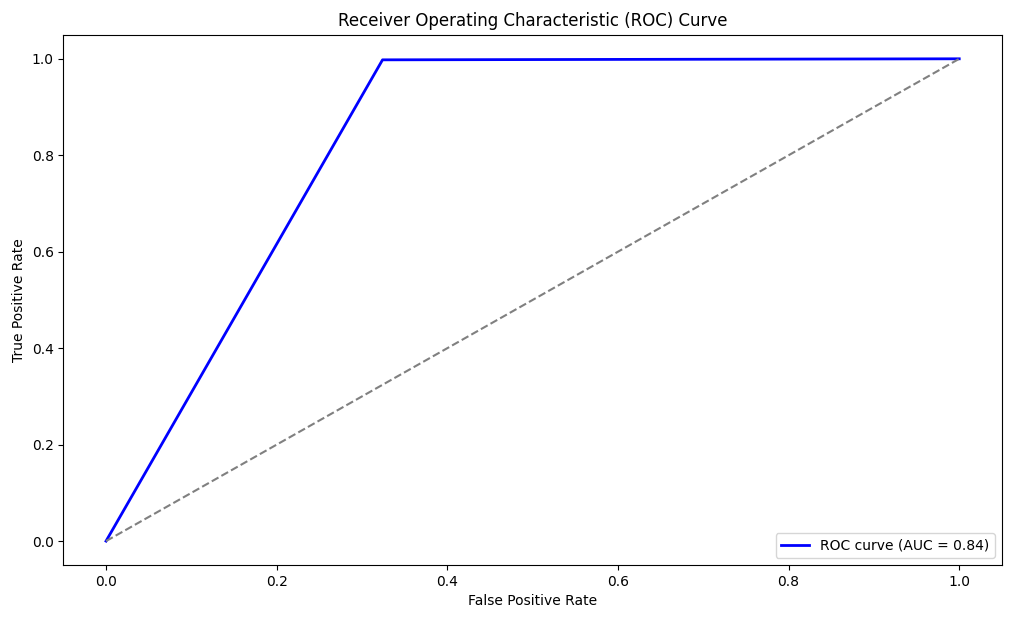 Receiver Operating Characteristic (ROC) Curve
1.0
0.8
0.6
0.4
0.2
0.0
True Positive Rate
0.0 0.2 0.4 0.6 0.8 1.0
False Positive Rate
ROC curve (AUC = 0.84)